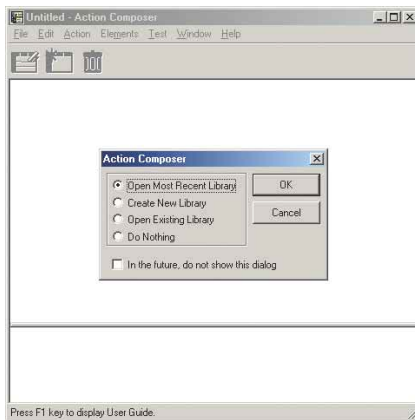 Untitled - Action Composer
File Edit Action Elements Test Window Help
Action Composer
Open Most Recent Library
OK
Create New Library
Cancel
Open Existing Library
Do Nothing
In the future, do not show this dialog
Press F1 key to display User Guide.